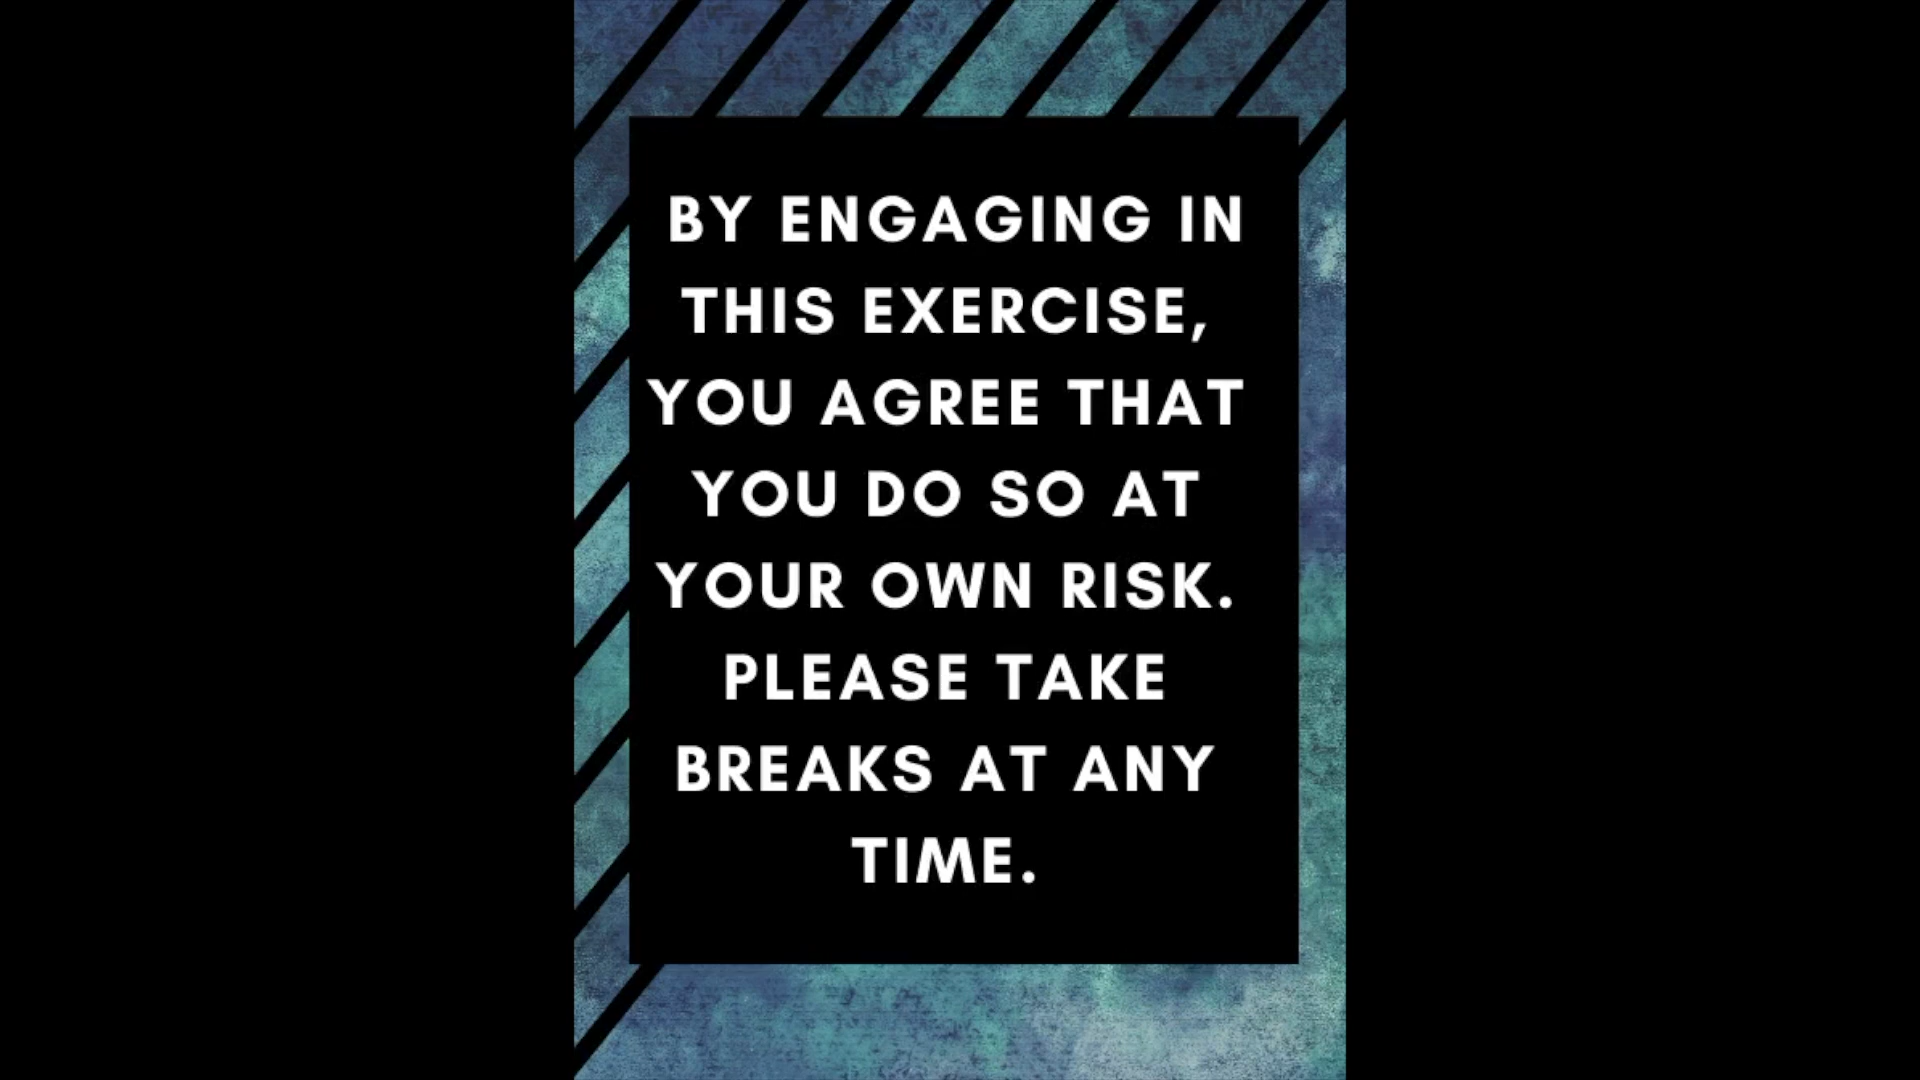 BY ENGAGING IN
THIS EXERCISE,
YOU AGREE THAT
YOU DO SO AT
YOUR OWN RISK.
PLEASE TAKE
BREAKS AT ANY
TIME.